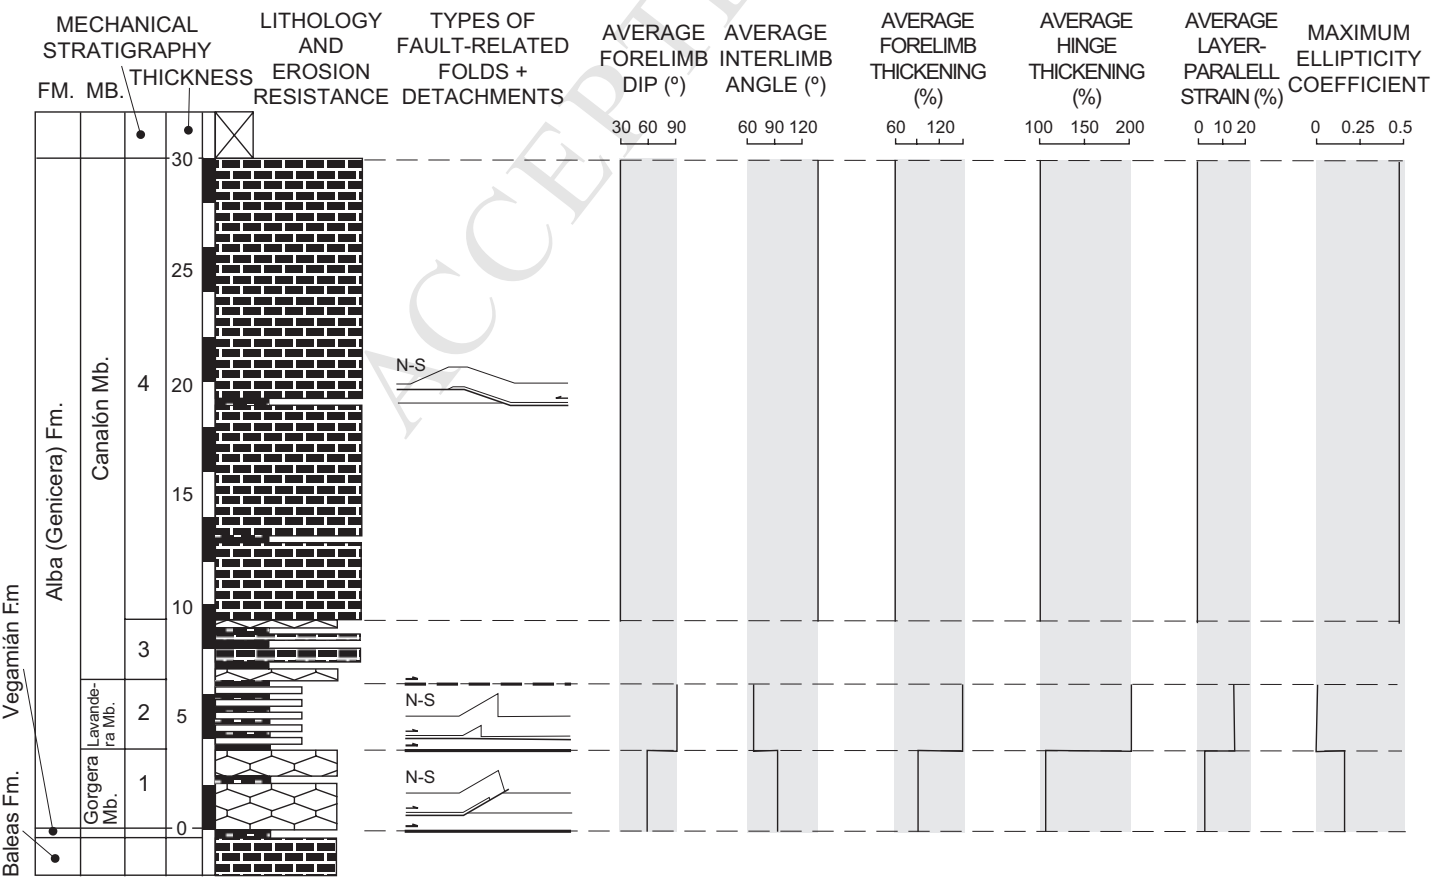 MECHANICAL
STRATIGRAPHY
THICKNESS
FM. MB.
LITHOLOGY
AND
EROSION
RESISTANCE
TYPES OF
FAULT-RELATED
FOLDS +
DETACHMENTS
AVERAGE
FORELIMB
DIP (º)
AVERAGE
INTERLIMB
ANGLE (º)
AVERAGE
FORELIMB
THICKENING
(%)
AVERAGE
HINGE
THICKENING
(%)
AVERAGE
LAYER-
PARALELL
STRAIN (%)
MAXIMUM
ELLIPTICITY
COEFFICIENT
30 60 90
60 90 120
60 120
100 150 200
0 10 20
0 0.25 0.5
30
25
20
15
10
5
0
Alba (Genicera) Fm.
Canalón Mb.
Lavande-
ra Mb.
Gorgera
Mb.
4
3
2
1
Vegamián F.m
Baleas Fm.
N-S
N-S
N-S
ACCEPTE